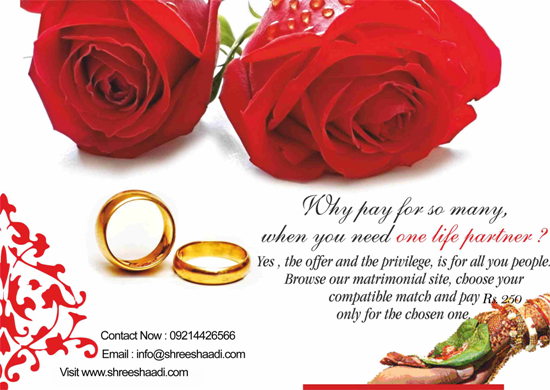 Why pay for so many,
when you need one life partner ?
Yes , the offer and the privilege, is for all you people.
Browse our matrimonial site, choose your
compatible match and pay Rs. 250
only for the chosen one.
Contact Now : 09214426566
Email : info@shreeshaadi.com
Visit www.shreeshaadi.com